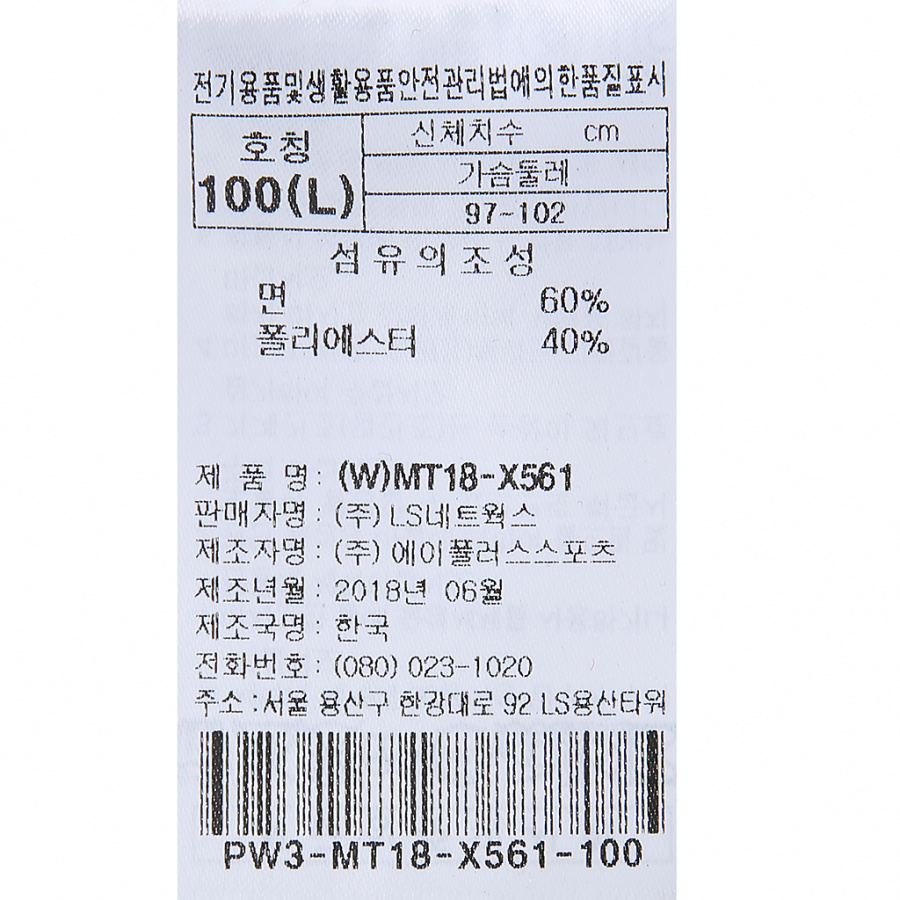 전기용품및생활용품안전관리법에의한품질표시
호칭
100(L)
신체치수 cm
가슴둘레
97-102
섬유의조성
면 60%
폴리에스터 40%
제 품 명 : (W)MT18-X561
판매자명 : (주) LS네트웍스
제조자명 : (주) 에이플러스스포츠
제조년월 : 2018년 06월
제조국명 : 한국
전화번호 : (080) 023-1020
주소 : 서울 용산구 한강대로 92 LS용산타워
PW3-MT18-X561-100